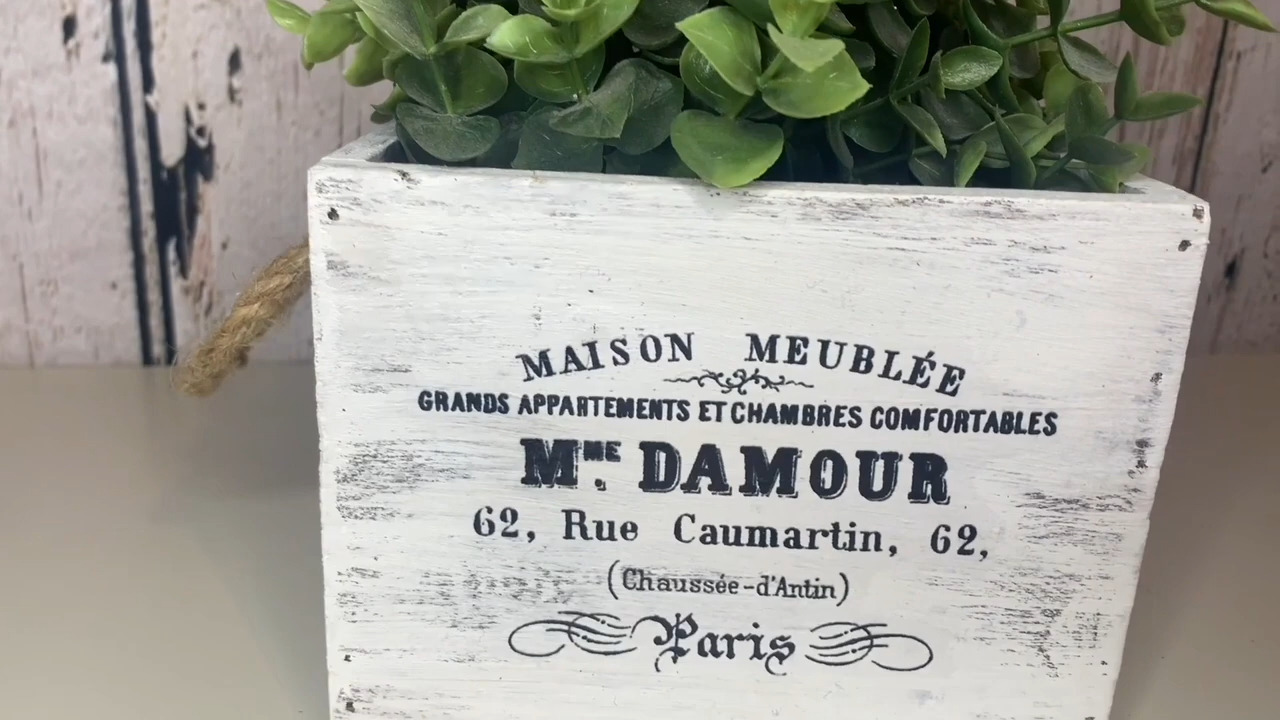 MAISON MEUBLÉE
GRANDS APPARTEMENTS ET CHAMBRES COMFORTABLES
MME. DAMOUR
62, Rue Caumartin, 62,
(Chaussée-d'Antin)
Paris